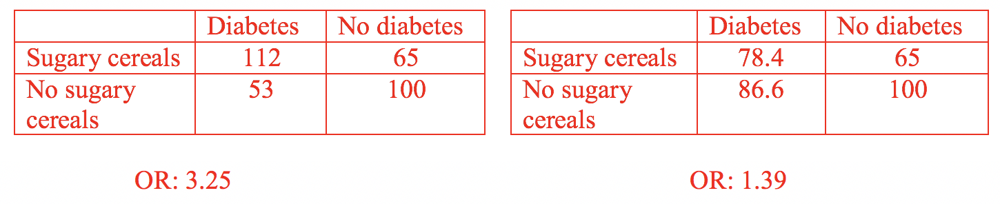 Diabetes No diabetes
Sugary cereals 112 65
No sugary 53 100
cereals
OR: 3.25
Diabetes No diabetes
Sugary cereals 78.4 65
No sugary 86.6 100
cereals
OR: 1.39